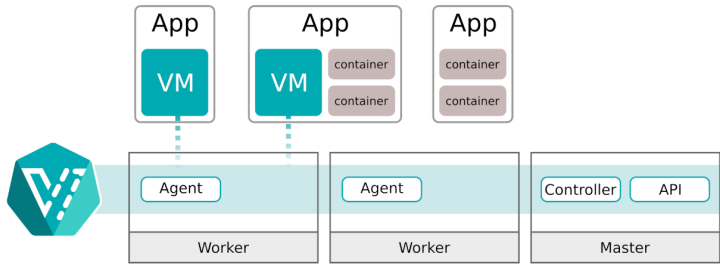 App
VM
App
VM
container
container
App
container
container
Agent
Worker
Agent
Worker
Controller
API
Master